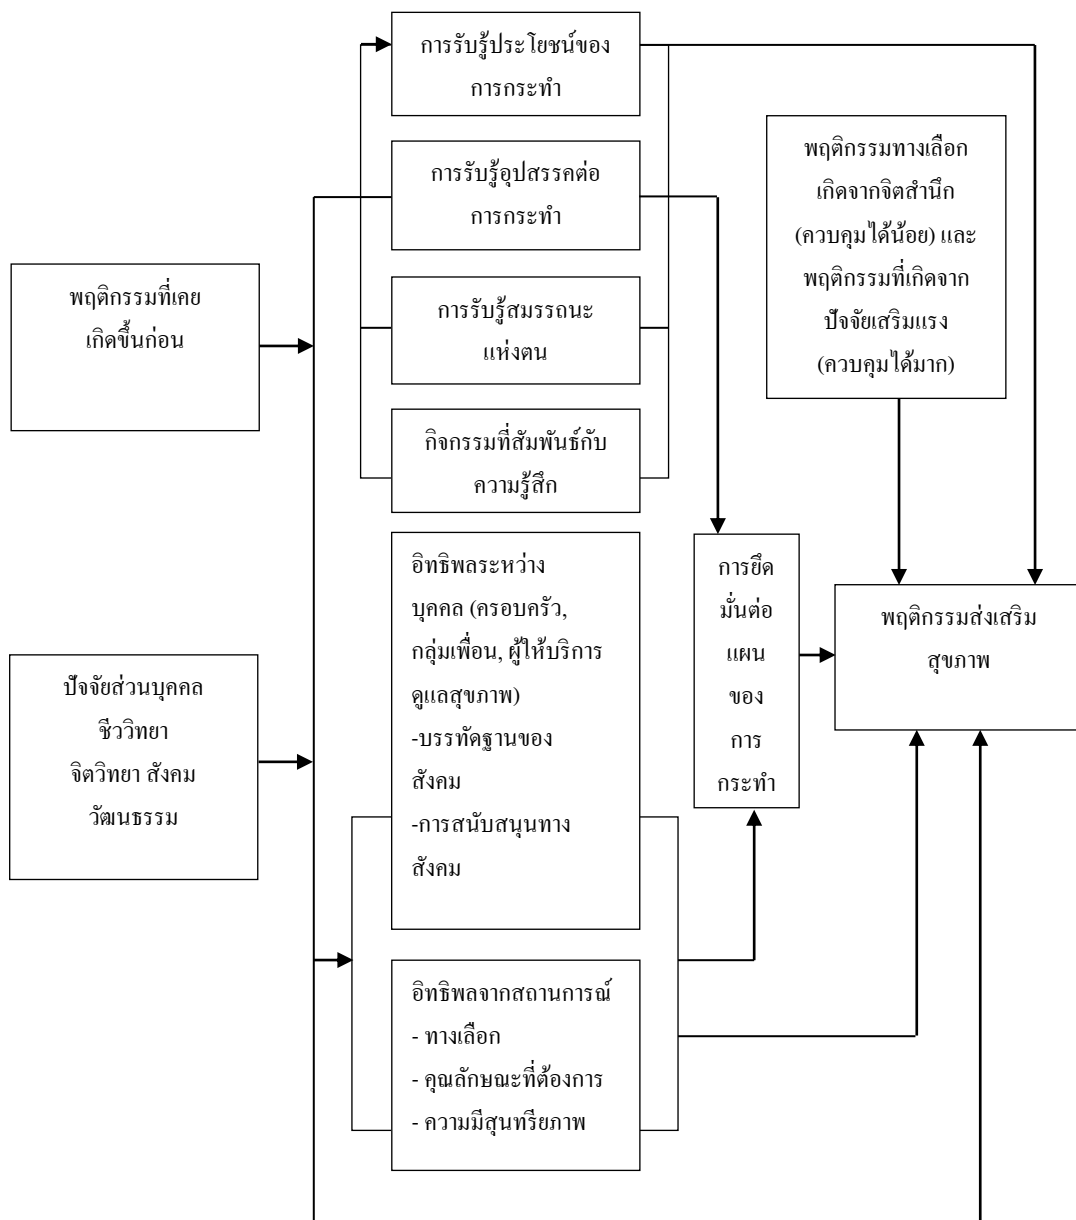 การรับรู้ประโยชน์ของ
การกระทำ
การรับรู้อุปสรรคต่อ
การกระทำ
พฤติกรรมทางเลือก
เกิดจากจิตสำนึก
(ควบคุมได้น้อย) และ
พฤติกรรมที่เกิดจาก
ปัจจัยเสริมแรง
(ควบคุมได้มาก)
พฤติกรรมที่เคย
เกิดขึ้นก่อน
การรับรู้สมรรถนะ
แห่งตน
กิจกรรมที่สัมพันธ์กับ
ความรู้สึก
อิทธิพลระหว่าง
บุคคล (ครอบครัว,
กลุ่มเพื่อน, ผู้ให้บริการ
ดูแลสุขภาพ)
-บรรทัดฐานของ
สังคม
-การสนับสนุนทาง
สังคม
การยึด
มั่นต่อ
แผน
ของ
การ
กระทำ
พฤติกรรมส่งเสริม
สุขภาพ
ปัจจัยส่วนบุคคล
ชีววิทยา
จิตวิทยา สังคม
วัฒนธรรม
อิทธิพลจากสถานการณ์
- ทางเลือก
- คุณลักษณะที่ต้องการ
- ความมีสุนทรียภาพ